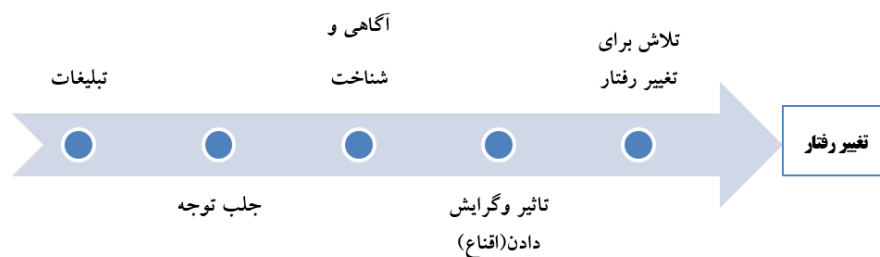 تبلیغات
جلب توجه
آگاهی و
شناخت
تاثیر وگرایش
دادن(اقناع)
تلاش برای
تغییر رفتار
تغییر رفتار